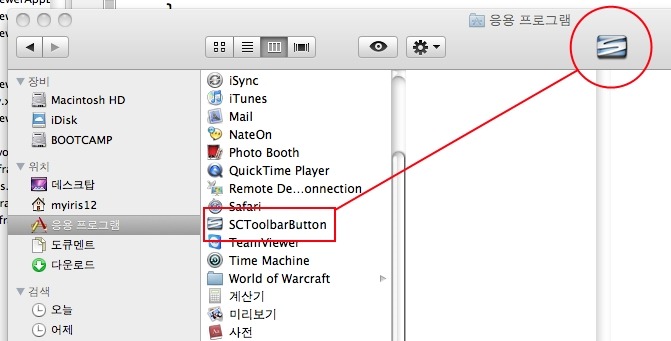 응용 프로그램
장비
Macintosh HD
iDisk
BOOTCAMP
위치
데스크탑
myiris12
응용 프로그램
도큐멘트
다운로드
검색
오늘
어제
iSync
iTunes
Mail
NateOn
Photo Booth
QuickTime Player
Remote De...onnection
Safari
SCToolbarButton
TeamViewer
Time Machine
World of Warcraft
계산기
미리보기
사전